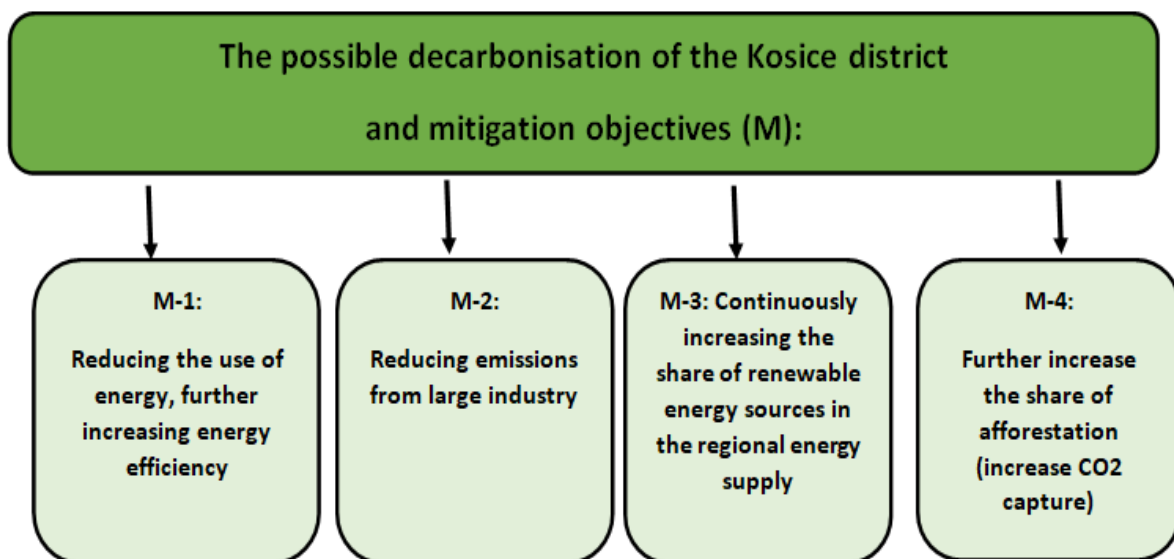 The possible decarbonisation of the Kosice district
and mitigation objectives (M):
M-1:
Reducing the use of
energy, further
increasing energy
efficiency
M-2:
Reducing emissions
from large industry
M-3: Continuously
increasing the
share of renewable
energy sources in
the regional energy
supply
M-4:
Further increase
the share of
afforestation
(increase CO2
capture)